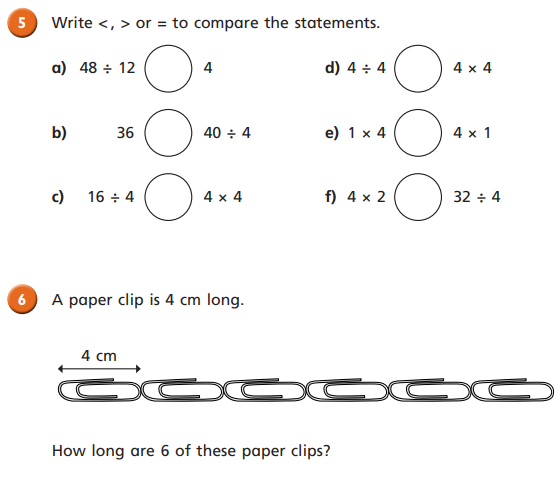 5 Write <, > or = to compare the statements.
a) 48 ÷ 12 4 d) 4 ÷ 4 4 × 4
b) 36 40 ÷ 4 e) 1 × 4 4 × 1
c) 16 ÷ 4 4 × 4 f) 4 × 2 32 ÷ 4
6 A paper clip is 4 cm long.
4 cm
How long are 6 of these paper clips?